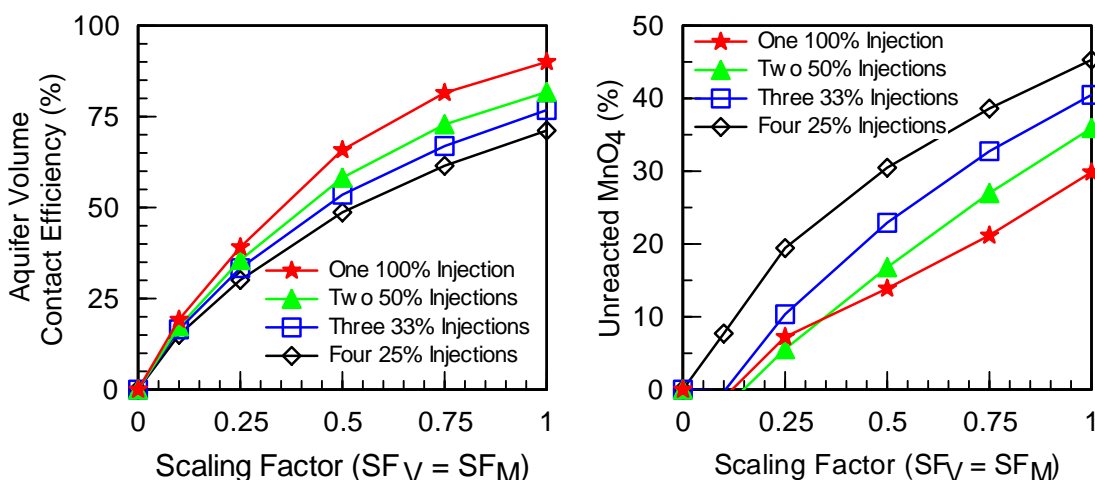 Aquifer Volume
Contact Efficiency (%)
100
75
50
25
0
One 100% Injection
Two 50% Injections
Three 33% Injections
Four 25% Injections
0 0.25 0.5 0.75 1
Scaling Factor (SFV = SFM)
Unreacted MnO4 (%)
50
40
30
20
10
0
One 100% Injection
Two 50% Injections
Three 33% Injections
Four 25% Injections
0 0.25 0.5 0.75 1
Scaling Factor (SFV = SFM)